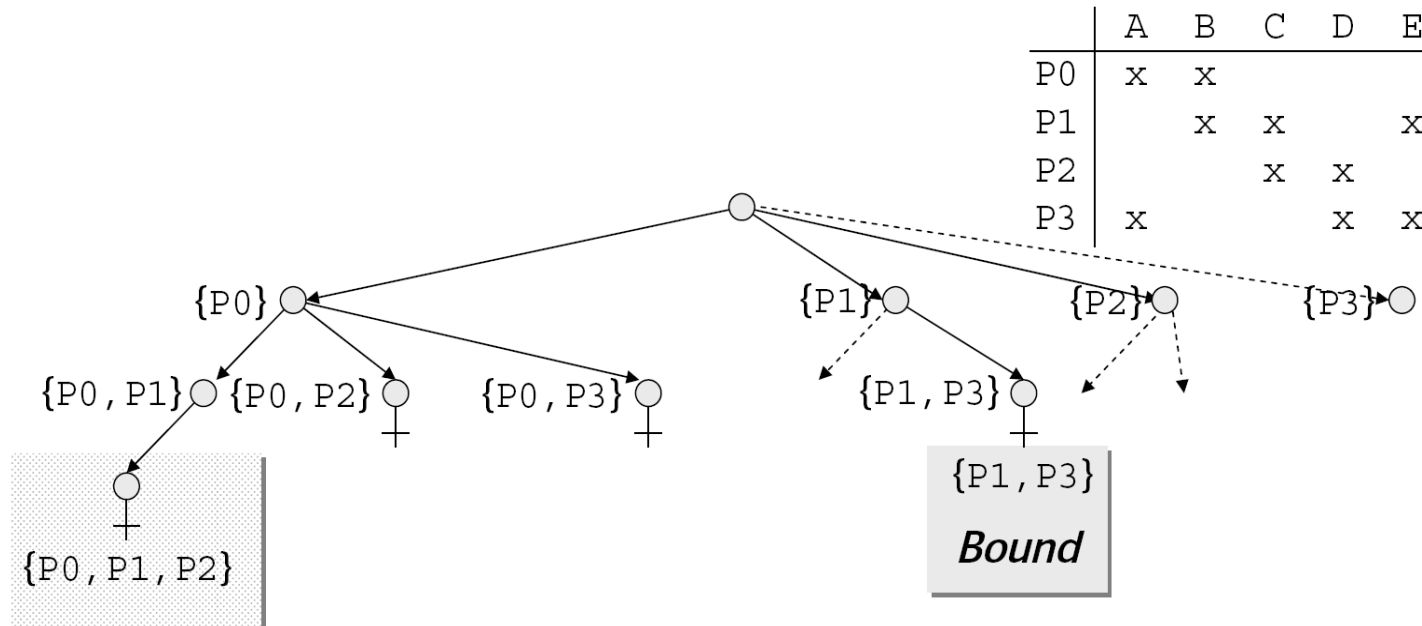 A B C D E
P0 x x
P1 x x x
P2 x x
P3 x x x
{P0} {P1} {P2} {P3}
{P0,P1} {P0,P2} {P0,P3} {P1,P3}
{P1,P3}
Bound
{P0,P1,P2}